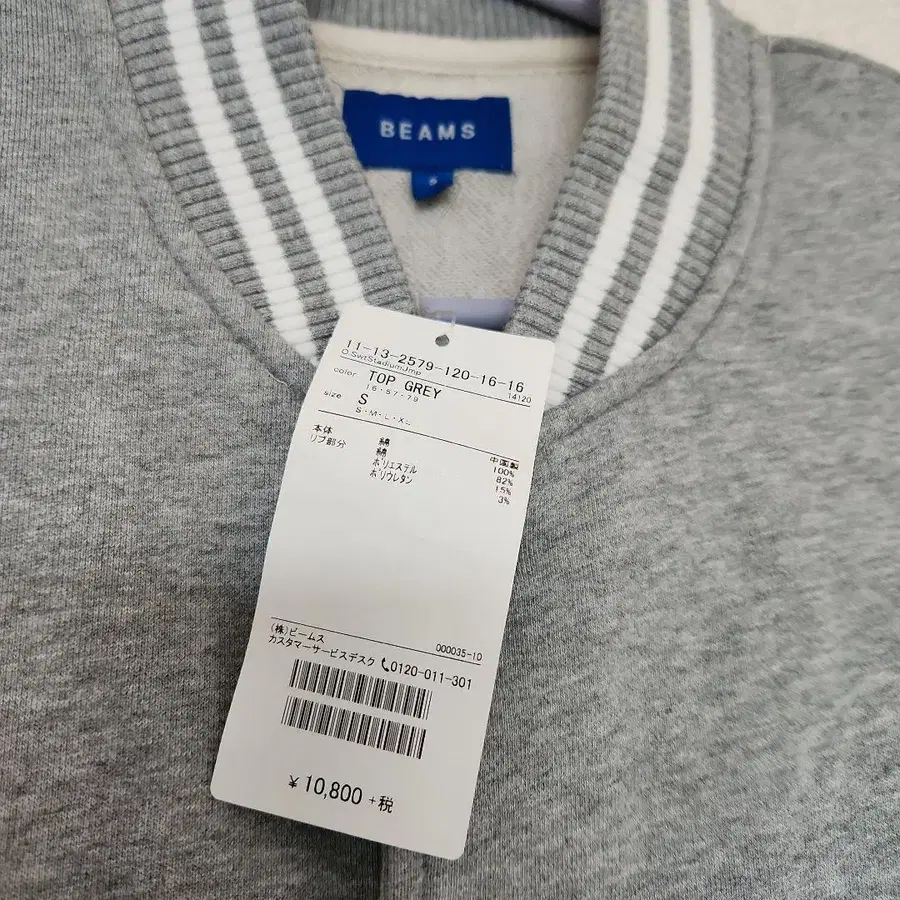 BEAMS
S
11-13-2579-120-16-16
O.SwtStadiumJmp 14120
color TOP GREY
16・57・79
size S
S・M・L・XL
中国製
本体 綿 100%
リブ部分 綿 82%
ポリエステル 15%
ポリウレタン 3%
(株)ビームス 000035-10
カスタマーサービスデスク 0120-011-301
¥10,800 +税